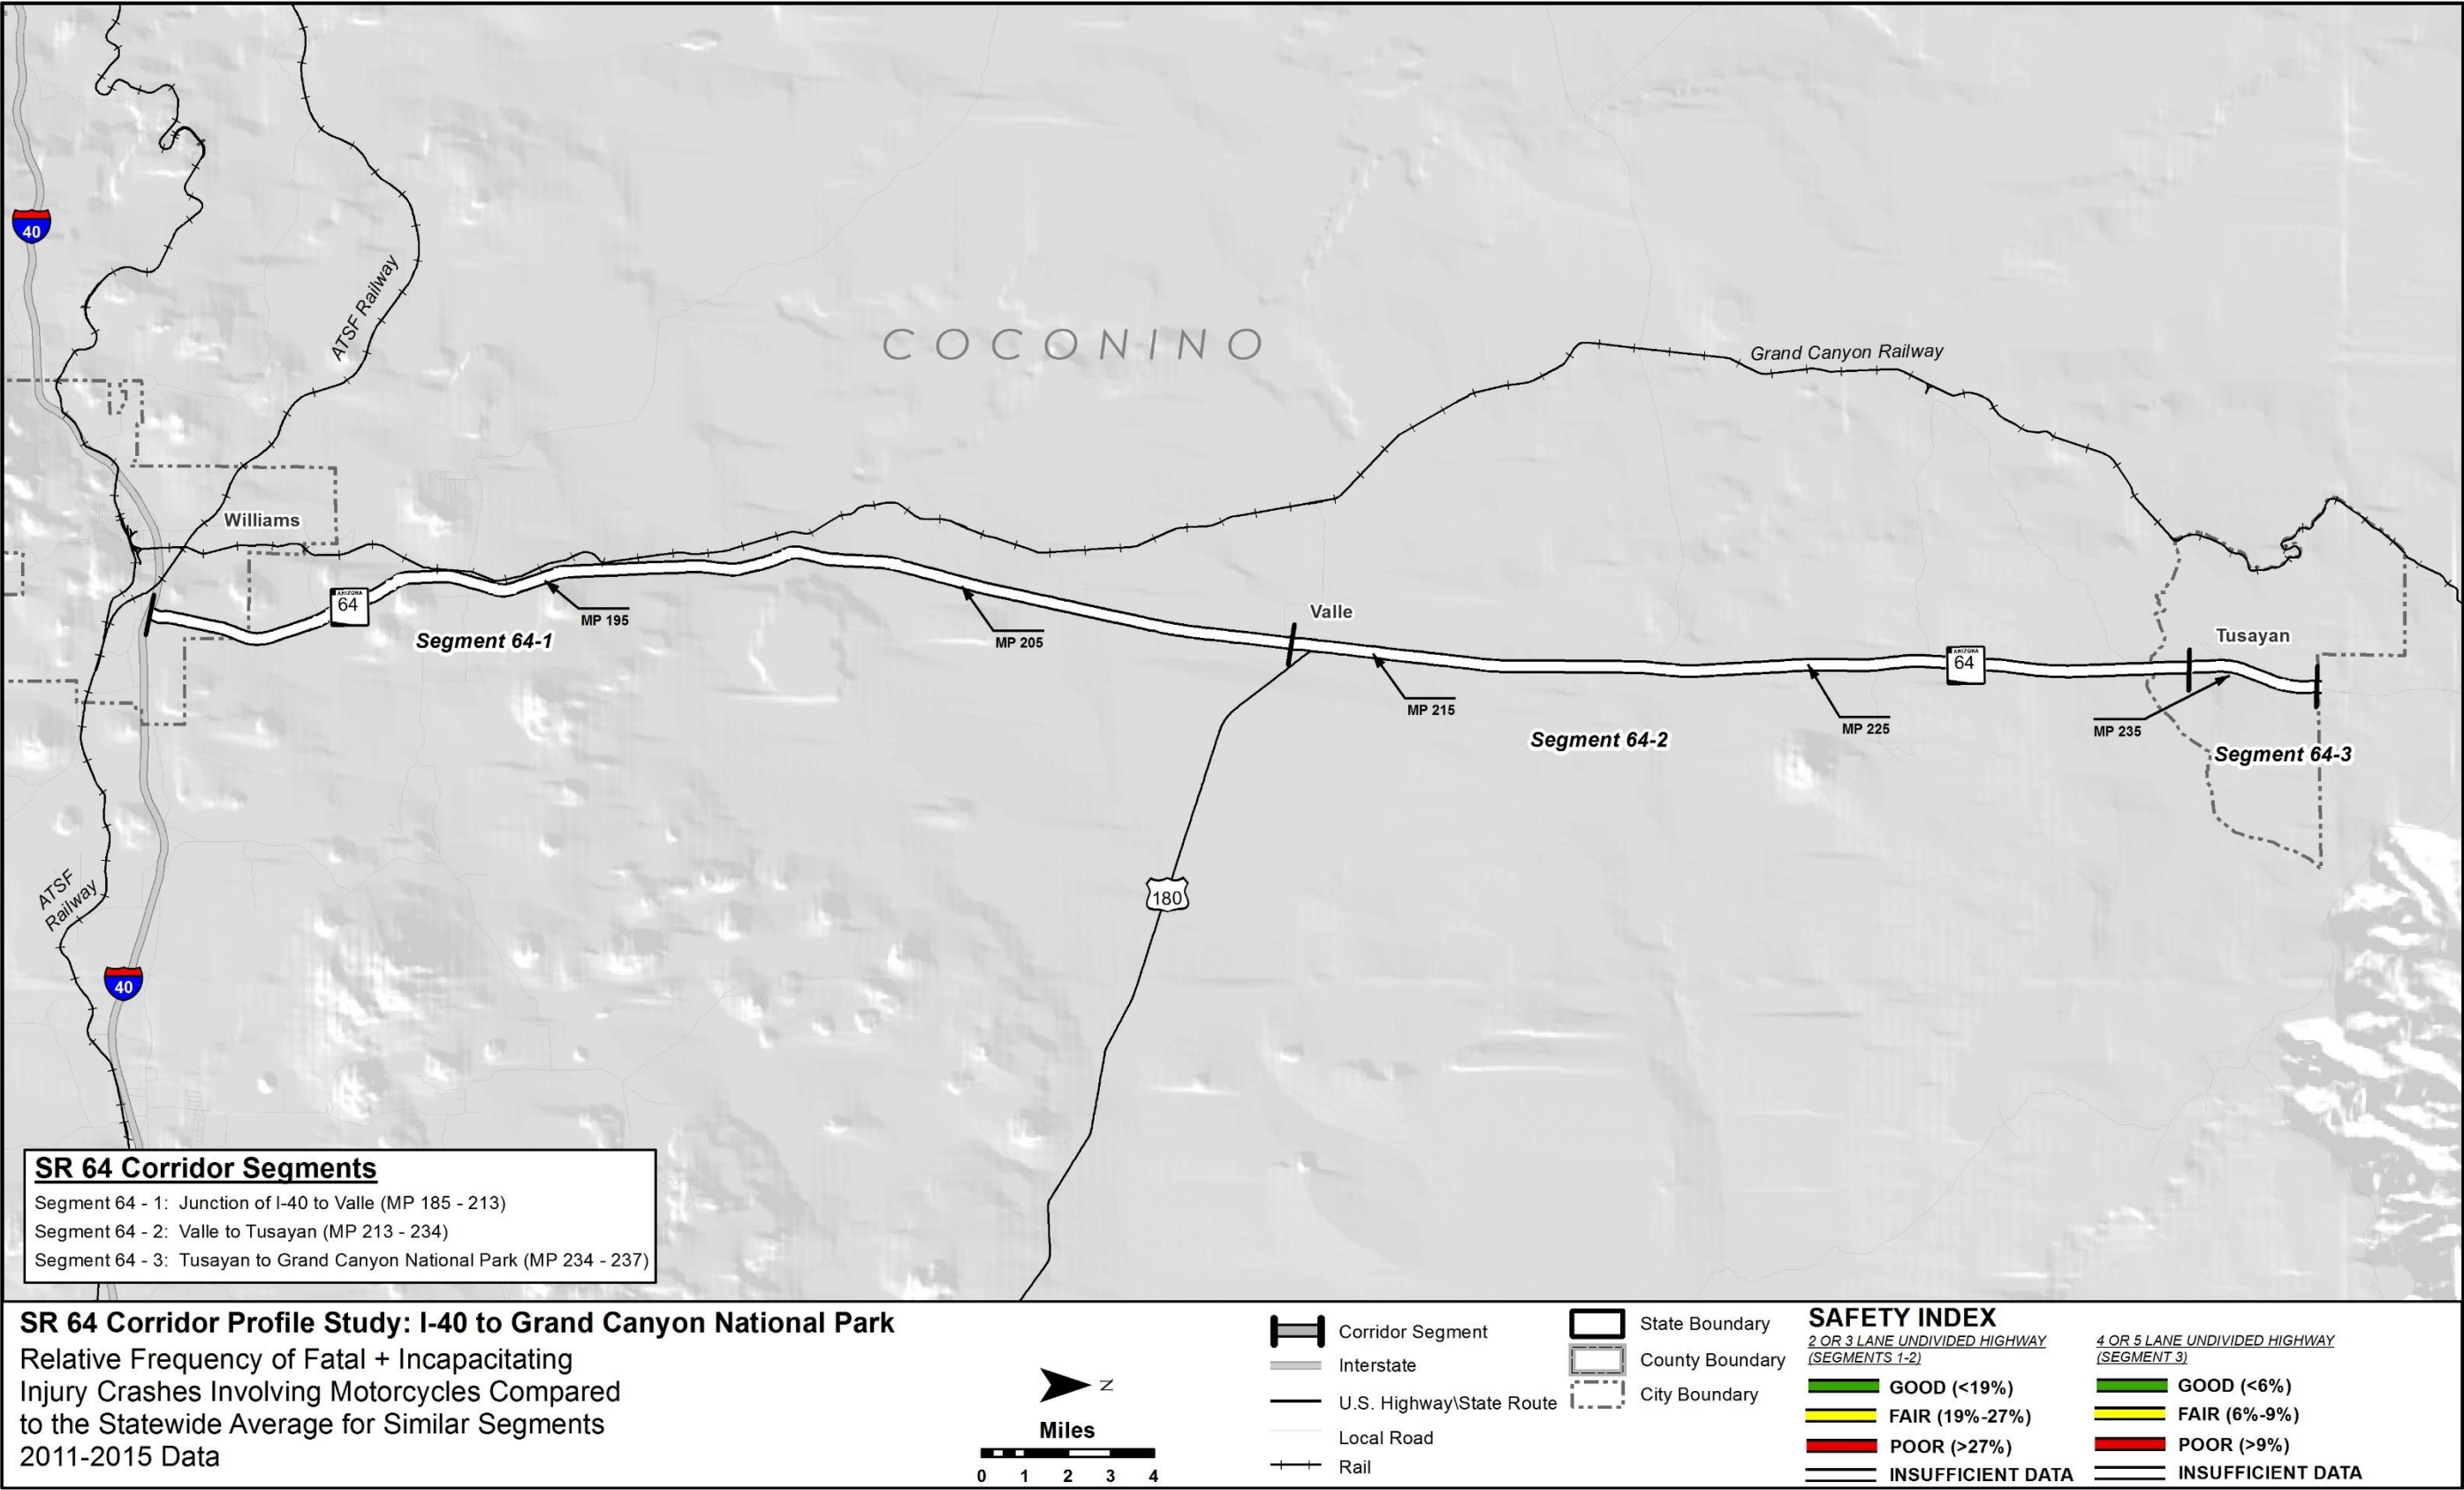 40
ATSF Railway
COCONINO
Grand Canyon Railway
Williams
ARIZONA
64
Segment 64-1
MP 195
MP 205
Valle
MP 215
Segment 64-2
MP 225
ARIZONA
64
Tusayan
MP 235
Segment 64-3
180
ATSF
Railway
40
SR 64 Corridor Segments
Segment 64 - 1: Junction of I-40 to Valle (MP 185 - 213)
Segment 64 - 2: Valle to Tusayan (MP 213 - 234)
Segment 64 - 3: Tusayan to Grand Canyon National Park (MP 234 - 237)
SR 64 Corridor Profile Study: I-40 to Grand Canyon National Park
Relative Frequency of Fatal + Incapacitating
Injury Crashes Involving Motorcycles Compared
to the Statewide Average for Similar Segments
2011-2015 Data
N
Miles
0 1 2 3 4
Corridor Segment
Interstate
U.S. Highway\State Route
Local Road
Rail
State Boundary
County Boundary
City Boundary
SAFETY INDEX
2 OR 3 LANE UNDIVIDED HIGHWAY
(SEGMENTS 1-2)
GOOD (<19%)
FAIR (19%-27%)
POOR (>27%)
INSUFFICIENT DATA
4 OR 5 LANE UNDIVIDED HIGHWAY
(SEGMENT 3)
GOOD (<6%)
FAIR (6%-9%)
POOR (>9%)
INSUFFICIENT DATA